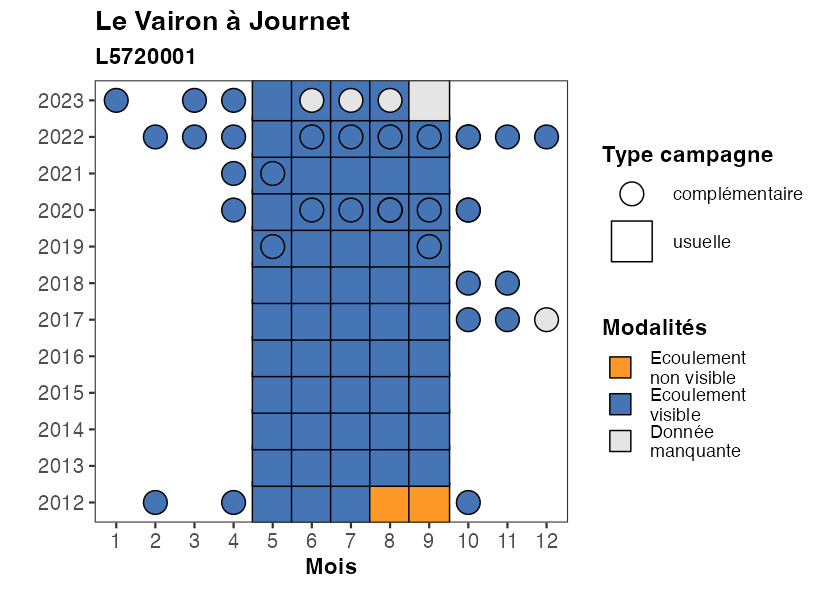 Le Vairon à Journet
L5720001
2023
2022
2021
2020
2019
2018
2017
2016
2015
2014
2013
2012
1 2 3 4 5 6 7 8 9 10 11 12
Mois
Type campagne
complémentaire
usuelle
Modalités
Ecoulement
non visible
Ecoulement
visible
Donnée
manquante